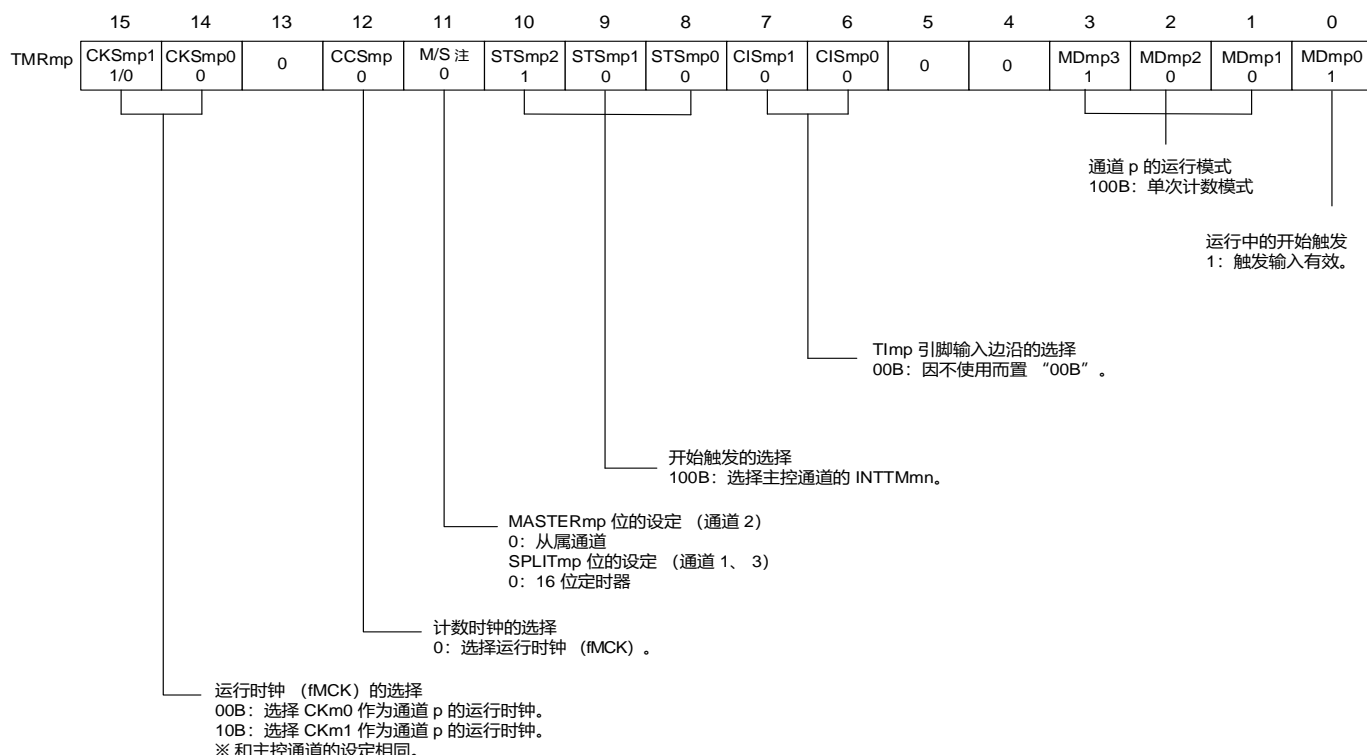 15 14 13 12 11 10 9 8 7 6 5 4 3 2 1 0
TMRmp CKSmp1 CKSmp0 0 CCSmp M/S 注 STSmp2 STSmp1 STSmp0 CISmp1 CISmp0 0 0 MDmp3 MDmp2 MDmp1 MDmp0
1/0 0 0 0 1 0 0 0 0 1 0 0 1
通道 p 的运行模式
100B：单次计数模式
运行中的开始触发
1：触发输入有效。
TImp 引脚输入边沿的选择
00B：因不使用而置 “00B”。
开始触发的选择
100B：选择主控通道的 INTTMmn。
MASTERmp 位的设定 （通道 2）
0：从属通道
SPLITmp 位的设定 （通道 1、 3）
0：16 位定时器
计数时钟的选择
0：选择运行时钟 （fMCK）。
运行时钟 （fMCK）的选择
00B：选择 CKm0 作为通道 p 的运行时钟。
10B：选择 CKm1 作为通道 p 的运行时钟。
※ 和主控通道的设定相同。